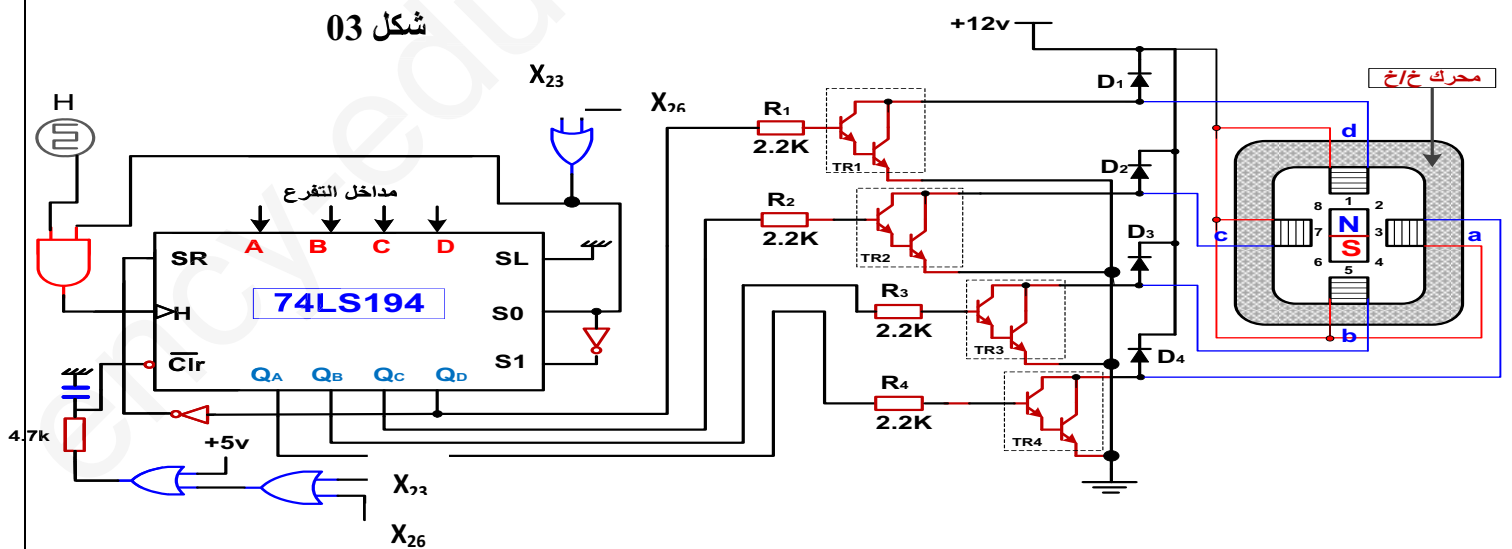 شكل 03
+12v
X23
X26
H
مداخل التفرع
A B C D
SR
SL
74LS194
H
S0
Clr
S1
QA QB QC QD
4.7k
+5v
X23
X26
R1
2.2K
TR1
R2
2.2K
TR2
R3
2.2K
TR3
R4
2.2K
TR4
D1
D2
D3
D4
محرك خ/خ
d
c
a
b
8 1 2
7 N 3
S
6 5 4
ency-edu